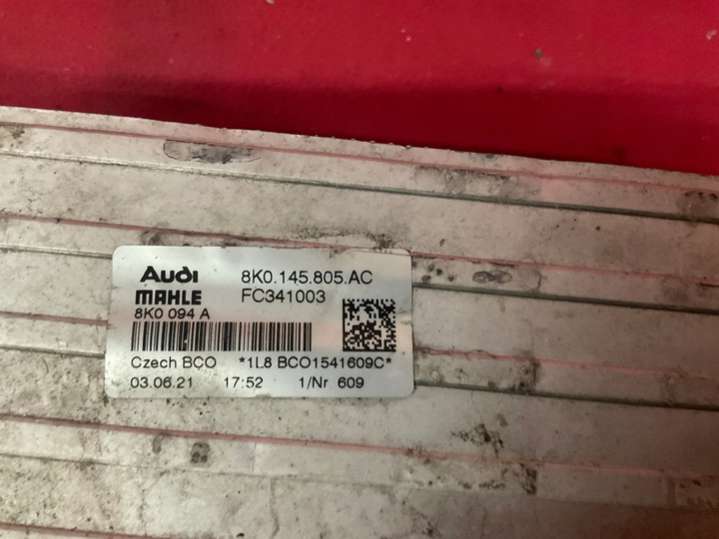 Audi 8K0.145.805.AC
MAHLE FC341003
8K0 094 A
Czech BCO *1L8 BCO1541609C*
03.06.21 17:52 1/Nr 609